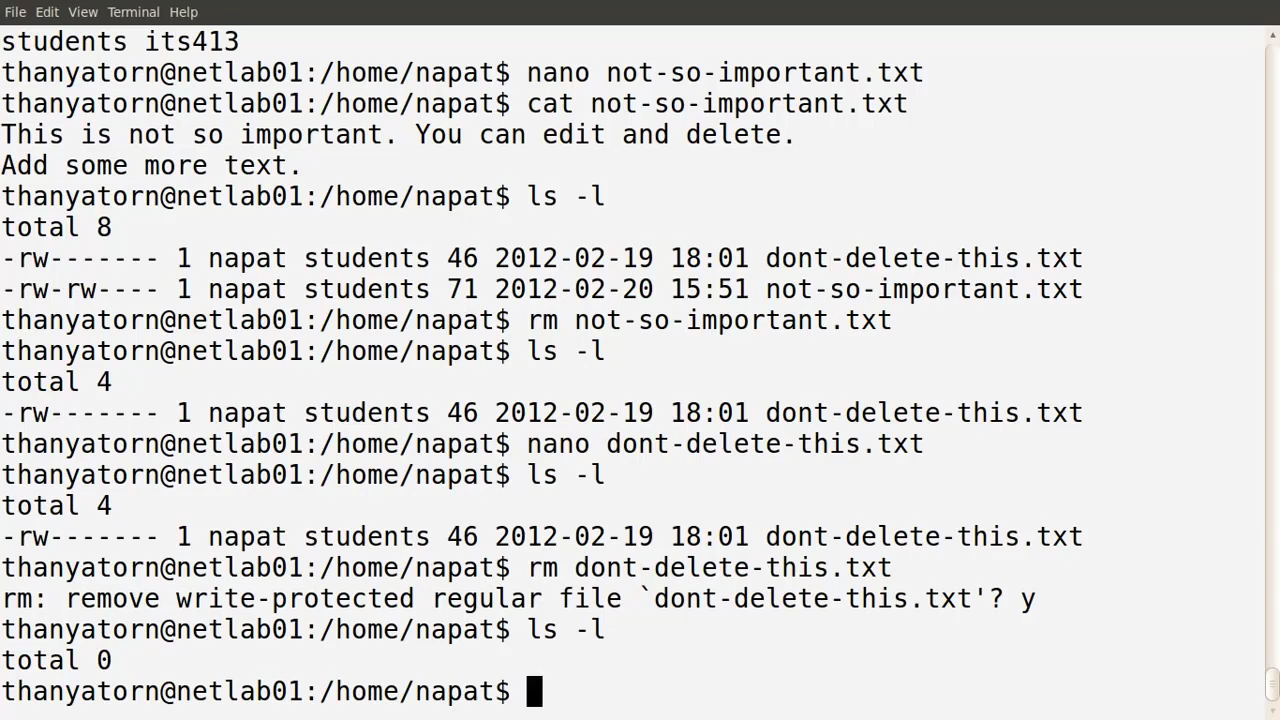 File Edit View Terminal Help
students its413
thanyatorn@netlab01:/home/napat$ nano not-so-important.txt
thanyatorn@netlab01:/home/napat$ cat not-so-important.txt
This is not so important. You can edit and delete.
Add some more text.
thanyatorn@netlab01:/home/napat$ ls -l
total 8
-rw------- 1 napat students 46 2012-02-19 18:01 dont-delete-this.txt
-rw-rw---- 1 napat students 71 2012-02-20 15:51 not-so-important.txt
thanyatorn@netlab01:/home/napat$ rm not-so-important.txt
thanyatorn@netlab01:/home/napat$ ls -l
total 4
-rw------- 1 napat students 46 2012-02-19 18:01 dont-delete-this.txt
thanyatorn@netlab01:/home/napat$ nano dont-delete-this.txt
thanyatorn@netlab01:/home/napat$ ls -l
total 4
-rw------- 1 napat students 46 2012-02-19 18:01 dont-delete-this.txt
thanyatorn@netlab01:/home/napat$ rm dont-delete-this.txt
rm: remove write-protected regular file `dont-delete-this.txt'? y
thanyatorn@netlab01:/home/napat$ ls -l
total 0
thanyatorn@netlab01:/home/napat$